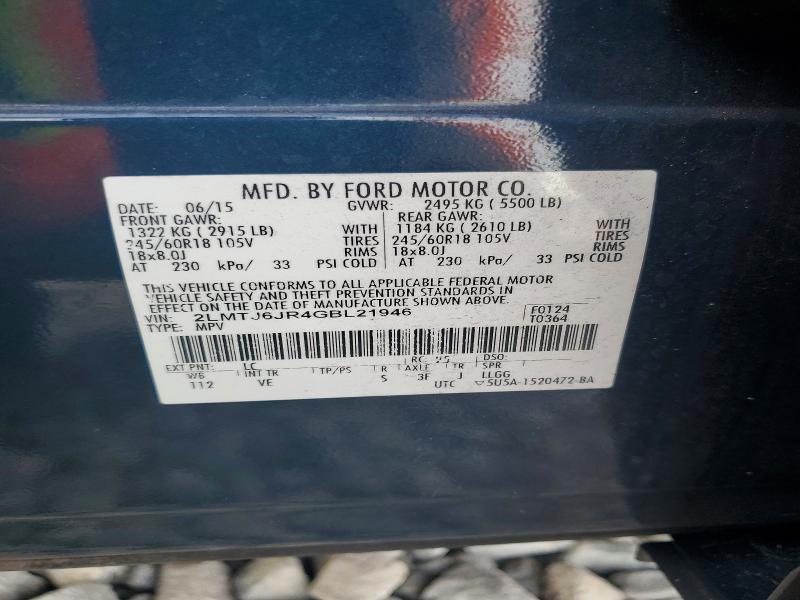 MFD. BY FORD MOTOR CO.
DATE: 06/15 GVWR: 2495 KG ( 5500 LB)
FRONT GAWR: REAR GAWR:
1322 KG ( 2915 LB) WITH 1184 KG ( 2610 LB) WITH
245/60R18 105V TIRES 245/60R18 105V TIRES
18x8.0J RIMS 18x8.0J RIMS
AT 230 kPa/ 33 PSI COLD AT 230 kPa/ 33 PSI COLD
THIS VEHICLE CONFORMS TO ALL APPLICABLE FEDERAL MOTOR
VEHICLE SAFETY AND THEFT PREVENTION STANDARDS IN
EFFECT ON THE DATE OF MANUFACTURE SHOWN ABOVE.
VIN: 2LMTJ6JR4GBL21946 F0124
TYPE: MPV T0364
EXT PNT: LC RC: 25 DSO:
WB INT TR TP/PS R AXLE TR SPR
112 VE S 3F J LLGG
UTC ▽5U5A-1520472-BA